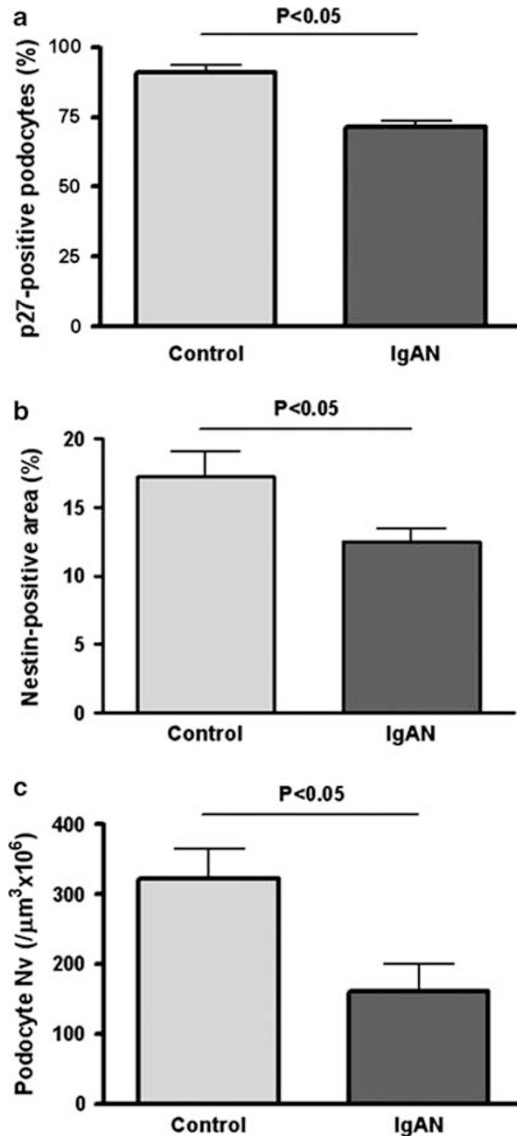 a
P<0.05
p27-positive podocytes (%)
100
75
50
25
0
Control IgAN
b
P<0.05
Nestin-positive area (%)
20
15
10
5
0
Control IgAN
c
P<0.05
Podocyte Nv (/µm³x10⁶)
400
300
200
100
0
Control IgAN